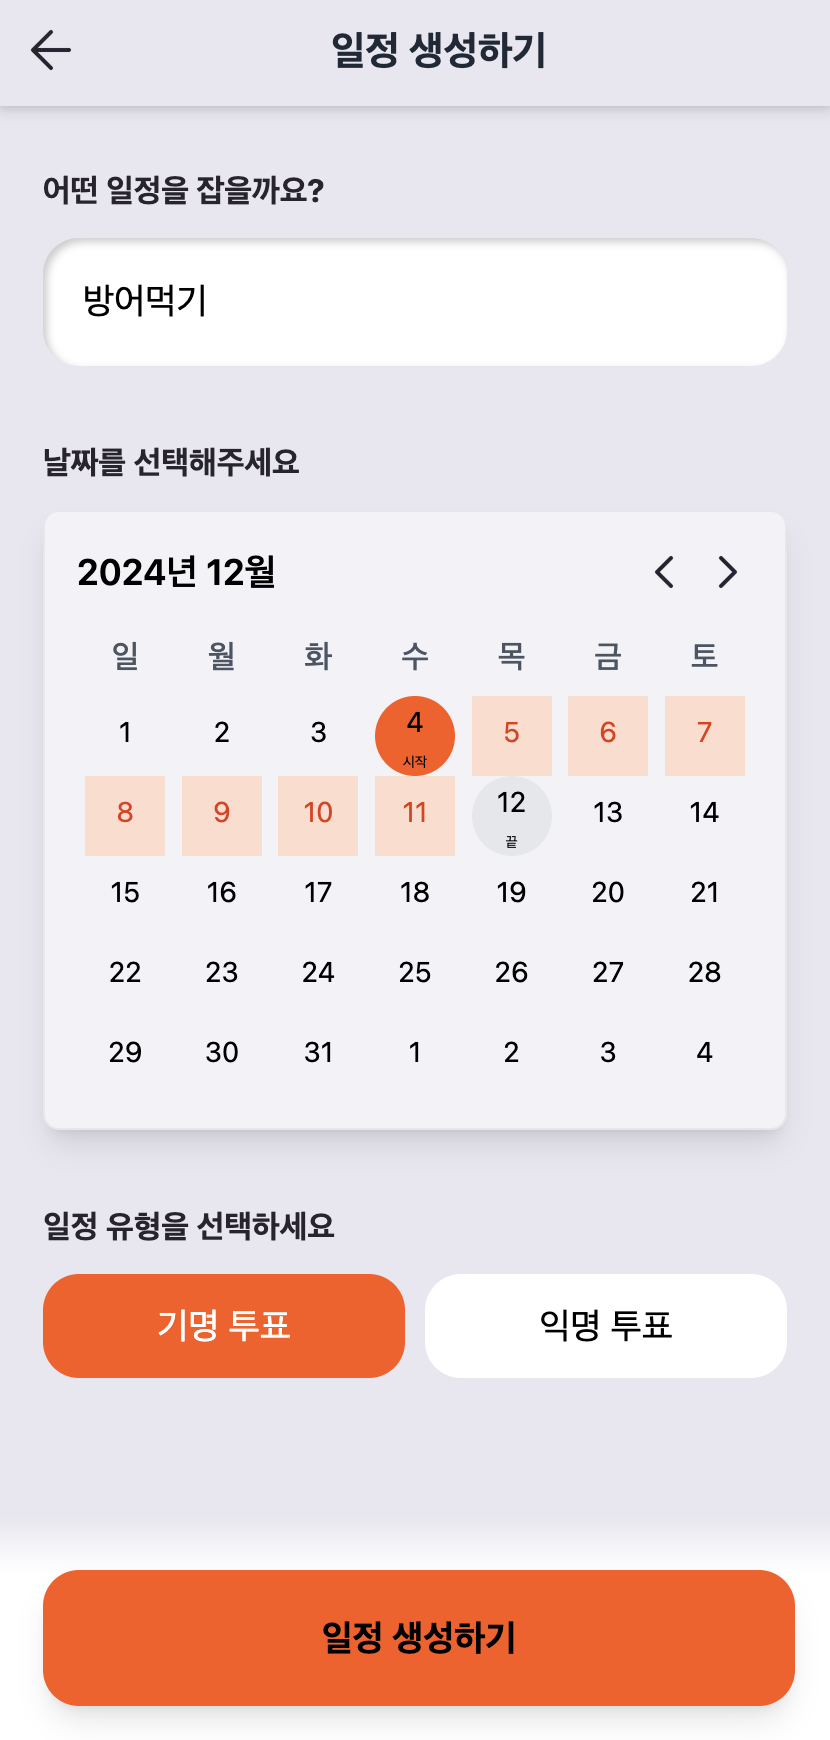 일정 생성하기
어떤 일정을 잡을까요?
방어먹기
날짜를 선택해주세요
2024년 12월
일 월 화 수 목 금 토
1 2 3 4 5 6 7
시작
8 9 10 11 12 13 14
끝
15 16 17 18 19 20 21
22 23 24 25 26 27 28
29 30 31 1 2 3 4
일정 유형을 선택하세요
기명 투표 익명 투표
일정 생성하기